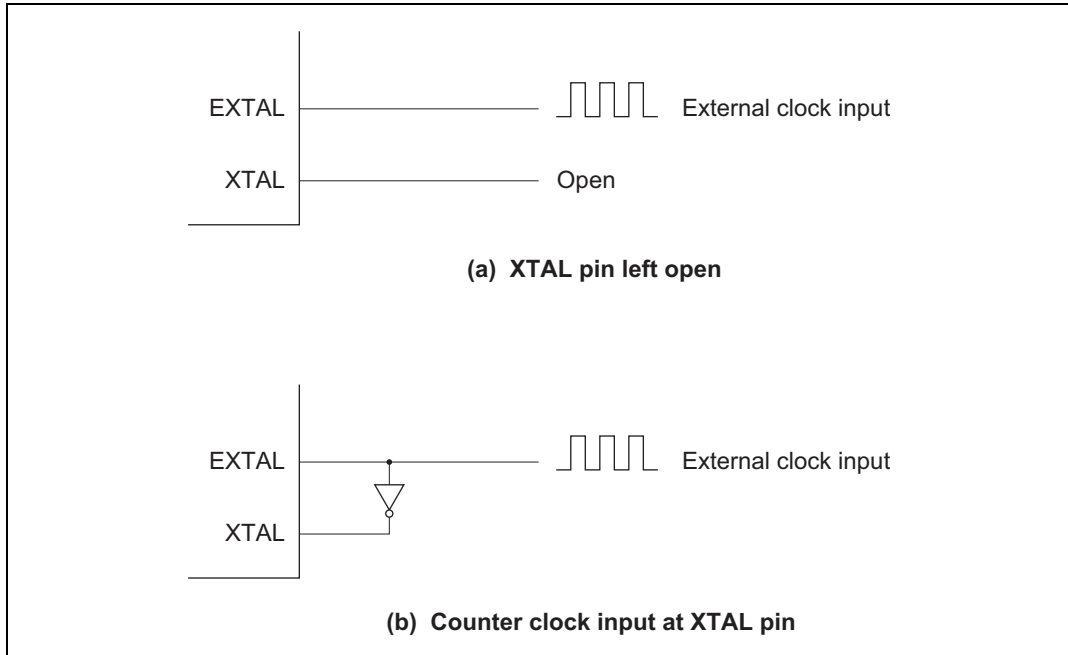 EXTAL
External clock input
XTAL
Open
(a) XTAL pin left open
EXTAL
External clock input
XTAL
(b) Counter clock input at XTAL pin